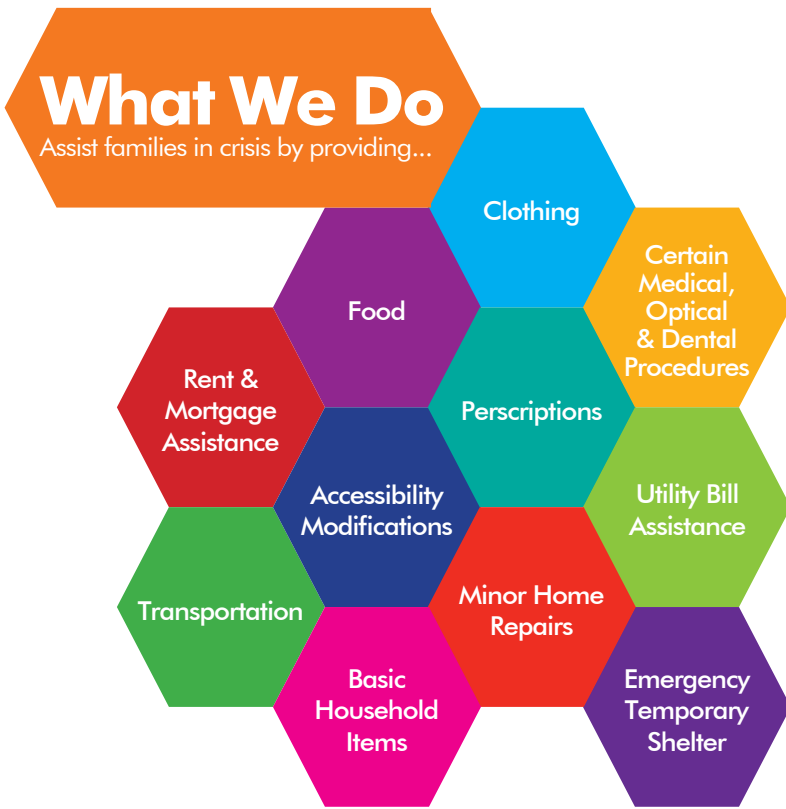 What We Do
Assist families in crisis by providing...
Clothing
Certain
Medical,
Optical
& Dental
Procedures
Food
Rent &
Mortgage
Assistance
Perscriptions
Accessibility
Modifications
Utility Bill
Assistance
Transportation
Minor Home
Repairs
Basic
Household
Items
Emergency
Temporary
Shelter